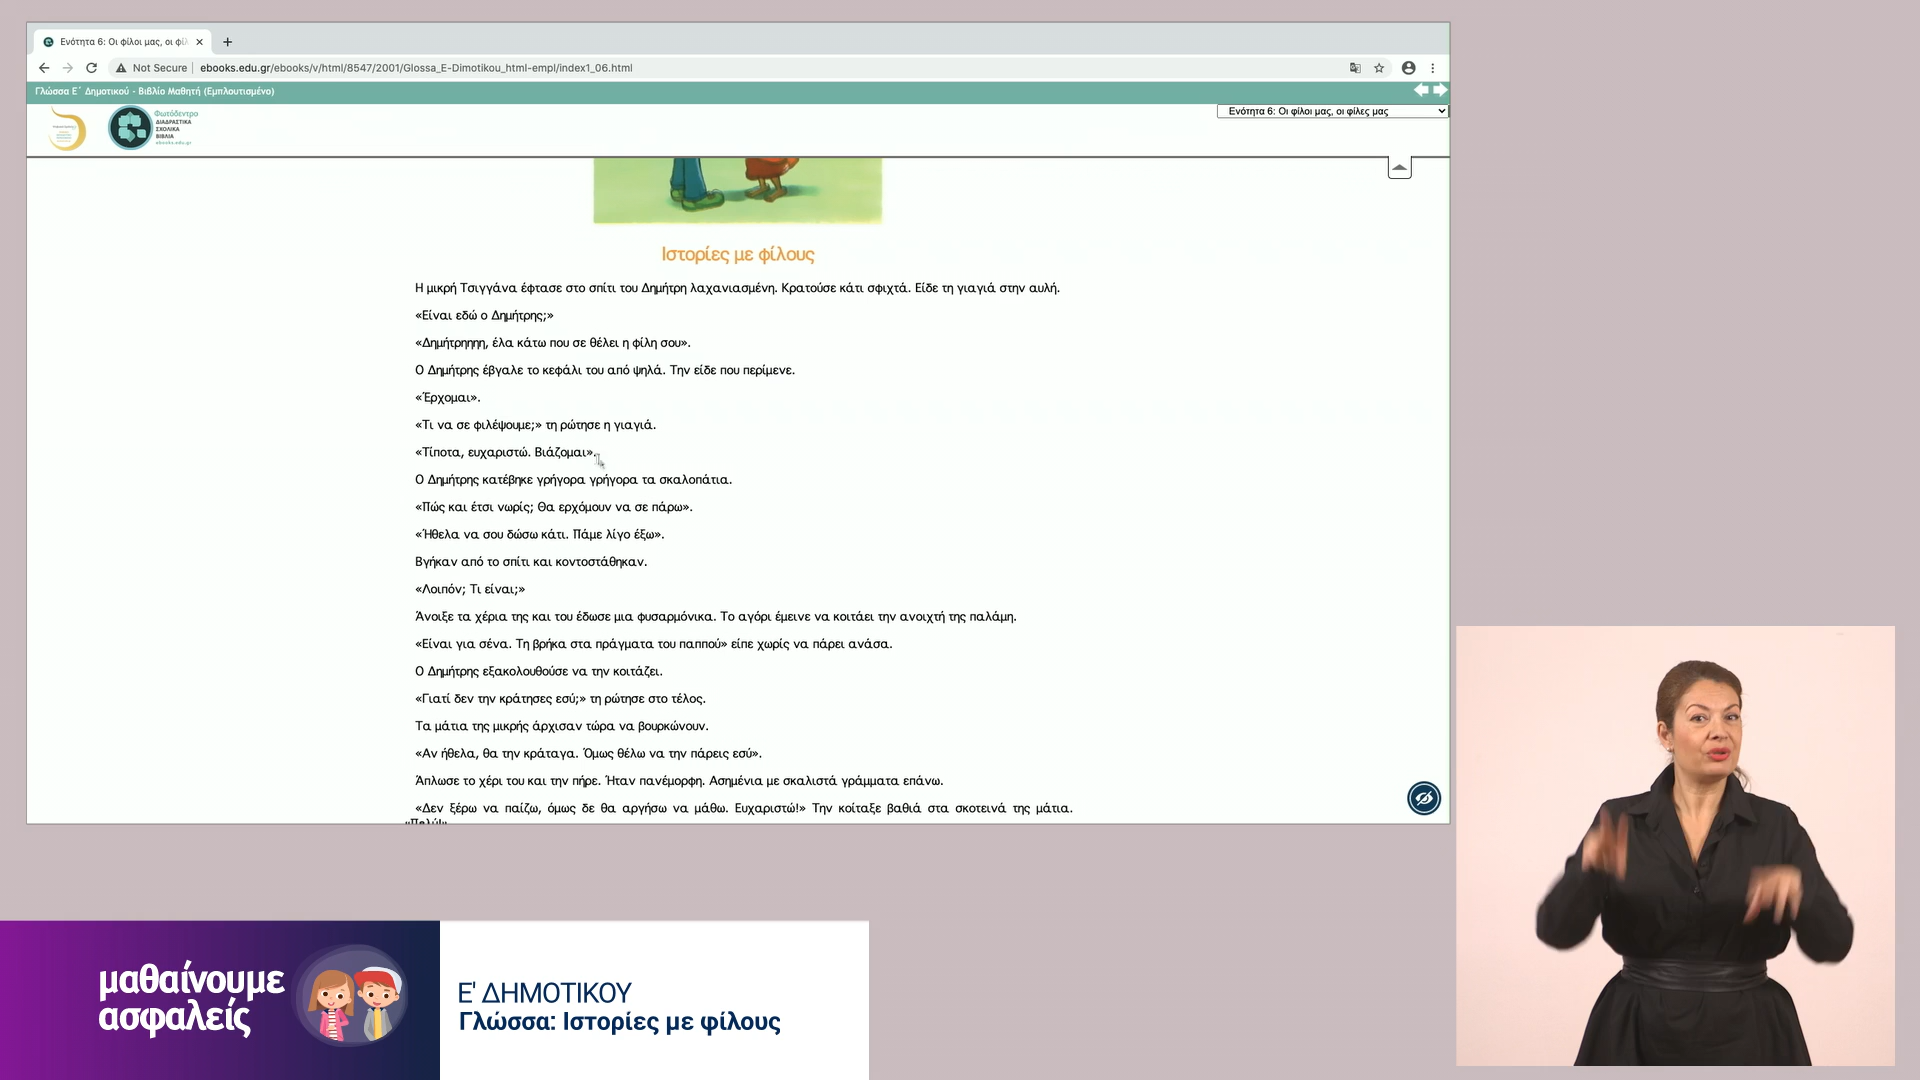 Ενότητα 6: Οι φίλοι μας, οι φίλ
Not Secure
ebooks.edu.gr/ebooks/v/html/8547/2001/Glossa_E-Dimotikou_html-empl/index1_06.html
Γλώσσα Ε΄ Δημοτικού - Βιβλίο Μαθητή (Εμπλουτισμένο)
Φωτόδεντρο
ΔΙΑΔΡΑΣΤΙΚΑ
ΣΧΟΛΙΚΑ
ΒΙΒΛΙΑ
ebooks.edu.gr
Ενότητα 6: Οι φίλοι μας, οι φίλες μας
Ιστορίες με φίλους
Η μικρή Τσιγγάνα έφτασε στο σπίτι του Δημήτρη λαχανιασμένη. Κρατούσε κάτι σφιχτά. Είδε τη γιαγιά στην αυλή.
«Είναι εδώ ο Δημήτρης;»
«Δημήτρηηηη, έλα κάτω που σε θέλει η φίλη σου».
Ο Δημήτρης έβγαλε το κεφάλι του από ψηλά. Την είδε που περίμενε.
«Έρχομαι».
«Τι να σε φιλέψουμε;» τη ρώτησε η γιαγιά.
«Τίποτα, ευχαριστώ. Βιάζομαι».
Ο Δημήτρης κατέβηκε γρήγορα γρήγορα τα σκαλοπάτια.
«Πώς και έτσι νωρίς; Θα ερχόμουν να σε πάρω».
«Ήθελα να σου δώσω κάτι. Πάμε λίγο έξω».
Βγήκαν από το σπίτι και κοντοστάθηκαν.
«Λοιπόν; Τι είναι;»
Άνοιξε τα χέρια της και του έδωσε μια φυσαρμόνικα. Το αγόρι έμεινε να κοιτάει την ανοιχτή της παλάμη.
«Είναι για σένα. Τη βρήκα στα πράγματα του παππού» είπε χωρίς να πάρει ανάσα.
Ο Δημήτρης εξακολουθούσε να την κοιτάζει.
«Γιατί δεν την κράτησες εσύ;» τη ρώτησε στο τέλος.
Τα μάτια της μικρής άρχισαν τώρα να βουρκώνουν.
«Αν ήθελα, θα την κράταγα. Όμως θέλω να την πάρεις εσύ».
Άπλωσε το χέρι του και την πήρε. Ήταν πανέμορφη. Ασημένια με σκαλιστά γράμματα επάνω.
«Δεν ξέρω να παίζω, όμως δε θα αργήσω να μάθω. Ευχαριστώ!» Την κοίταξε βαθιά στα σκοτεινά της μάτια.
μαθαίνουμε
ασφαλείς
Ε' ΔΗΜΟΤΙΚΟΥ
Γλώσσα: Ιστορίες με φίλους